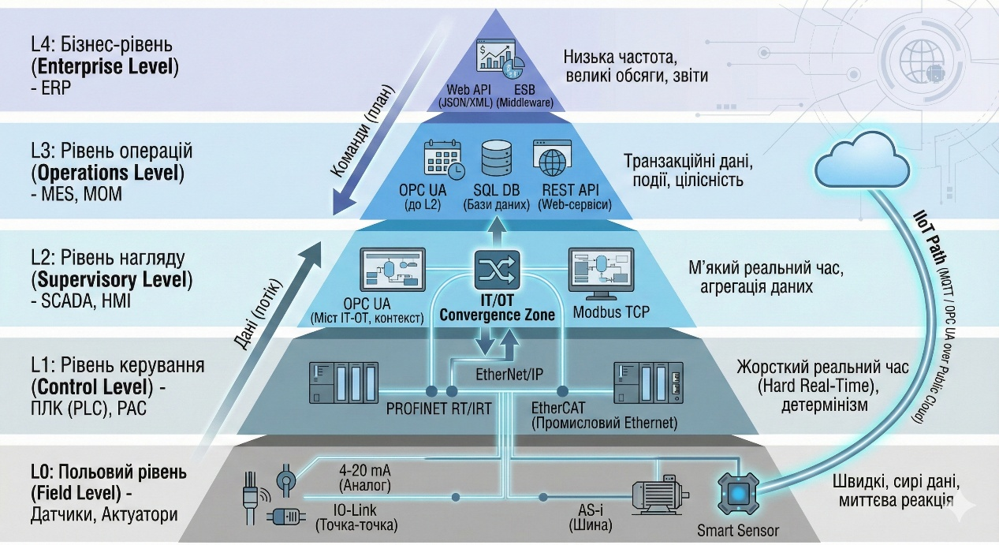 L4: Бізнес-рівень
(Enterprise Level)
- ERP
Команди (план)
Web API
(JSON/XML)
ESB
(Middleware)
Низька частота,
великі обсяги, звіти
L3: Рівень операцій
(Operations Level)
- MES, MOM
OPC UA
(до L2)
SQL DB
(Бази даних)
REST API
(Web-сервіси)
Транзакційні дані,
події, цілісність
L2: Рівень нагляду
(Supervisory Level)
- SCADA, HMI
Дані (потік)
OPC UA
(Міст ІТ-ОТ, контекст)
IT/OT
Convergence Zone
Modbus TCP
М’який реальний час,
агрегація даних
IIoT Path (MQTT / OPC UA over Public Cloud)
L1: Рівень керування
(Control Level) -
ПЛК (PLC), PAC
EtherNet/IP
PROFINET RT/IRT
EtherCAT
(Промисловий Ethernet)
Жорсткий реальний час
(Hard Real-Time),
детермінізм
L0: Польовий рівень
(Field Level) -
Датчики, Актуатори
4-20 mA
(Аналог)
IO-Link
(Точка-точка)
AS-i
(Шина)
Smart Sensor
Швидкі, сирі дані,
миттєва реакція